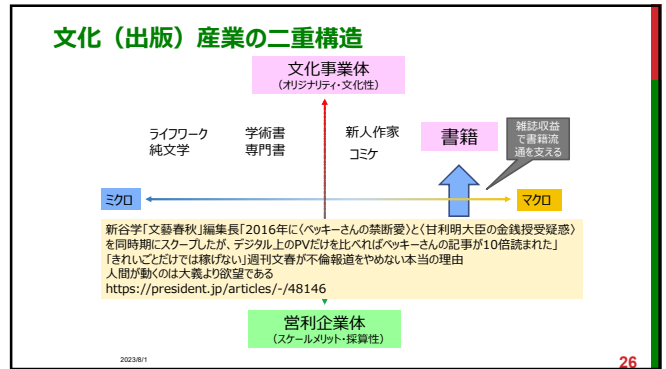 文化（出版）産業の二重構造
文化事業体
（オリジナリティ・文化性）
ライフワーク
純文学
学術書
専門書
新人作家
コミケ
書籍
雑誌収益
で書籍流
通を支える
ミクロ
マクロ
新谷学「文藝春秋」編集長「2016年に〈ベッキーさんの禁断愛〉と〈甘利明大臣の金銭授受疑惑〉
を同時期にスクープしたが、デジタル上のPVだけを比べればベッキーさんの記事が10倍読まれた」
「きれいごとだけでは稼げない」週刊文春が不倫報道をやめない本当の理由
人間が動くのは大義より欲望である
https://president.jp/articles/-/48146
営利企業体
（スケールメリット・採算性）
2023/8/1
26